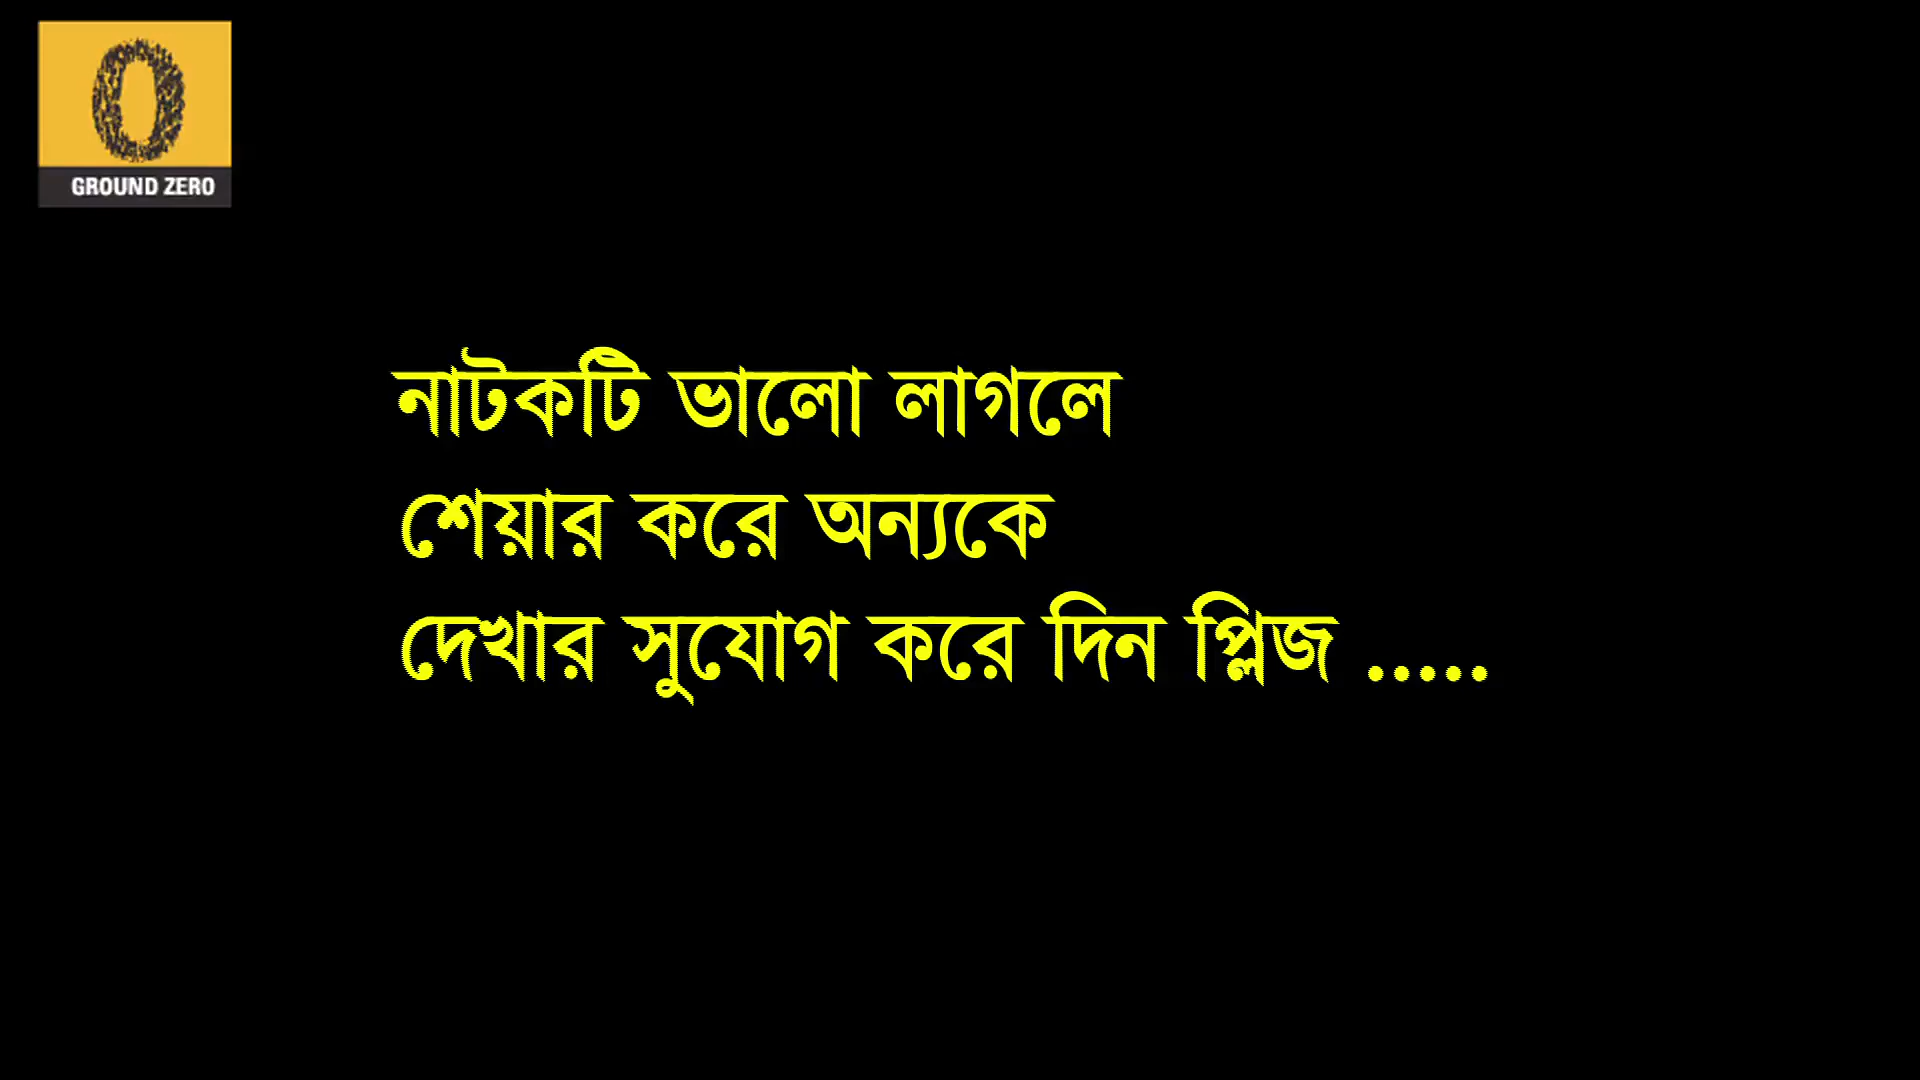 GROUND ZERO
নাটকটি ভালো লাগলে
শেয়ার করে অন্যকে
দেখার সুযোগ করে দিন প্লিজ .....